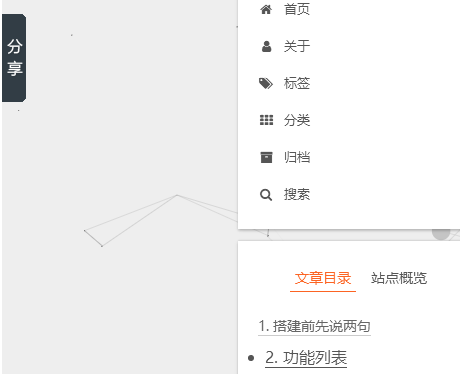 分
享
首页
关于
标签
分类
归档
搜索
文章目录 站点概览
1. 搭建前先说两句
2. 功能列表